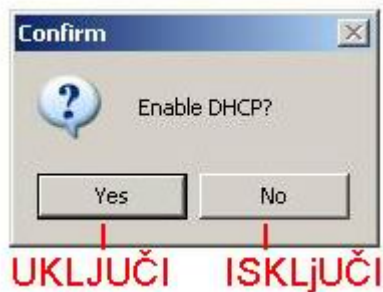 Confirm
Enable DHCP?
Yes No
UKLJUČI ISKLjUČI